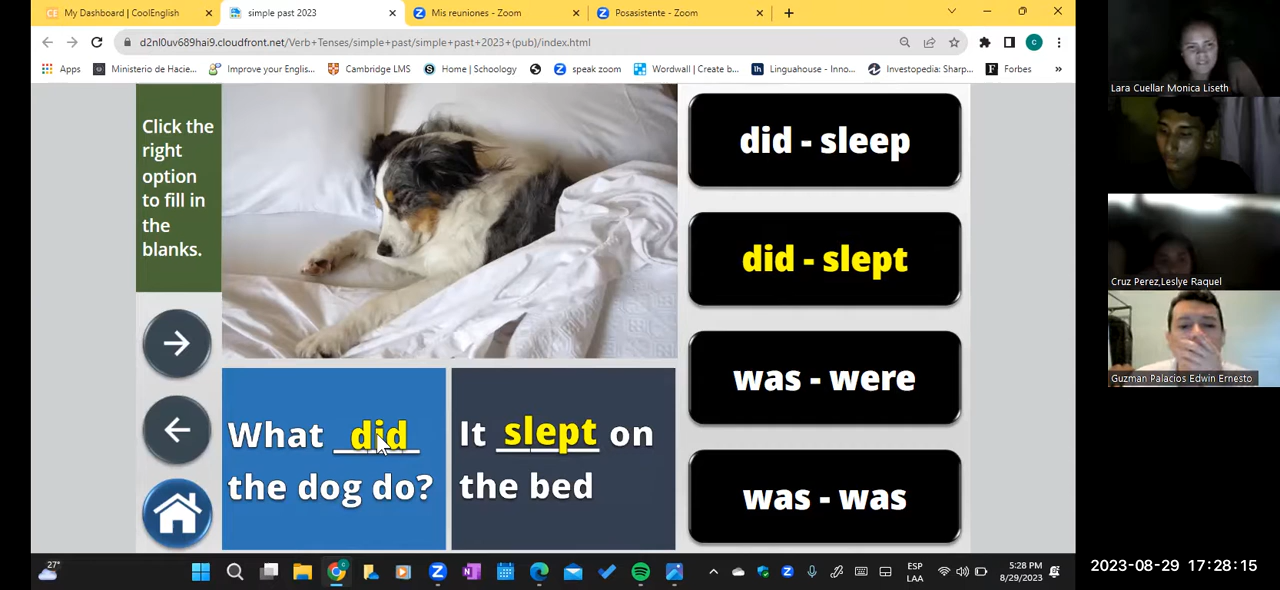 My Dashboard | CoolEnglish
simple past 2023
Mis reuniones - Zoom
Posasistente - Zoom
d2nl0uv689hai9.cloudfront.net/Verb+Tenses/simple+past/simple+past+2023+(pub)/index.html
Apps
Ministerio de Hacie...
Improve your Englis...
Cambridge LMS
Home | Schoology
speak zoom
Wordwall | Create b...
Linguahouse - Inno...
Investopedia: Sharp...
Forbes
»
Click the
right
option
to fill in
the
blanks.
What did
the dog do?
It slept on
the bed
did - sleep
did - slept
was - were
was - was
Lara Cuellar Monica Liseth
Cruz Perez,Leslye Raquel
Guzman Palacios Edwin Ernesto
27°
ESP
LAA
5:28 PM
8/29/2023
2023-08-29 17:28:15